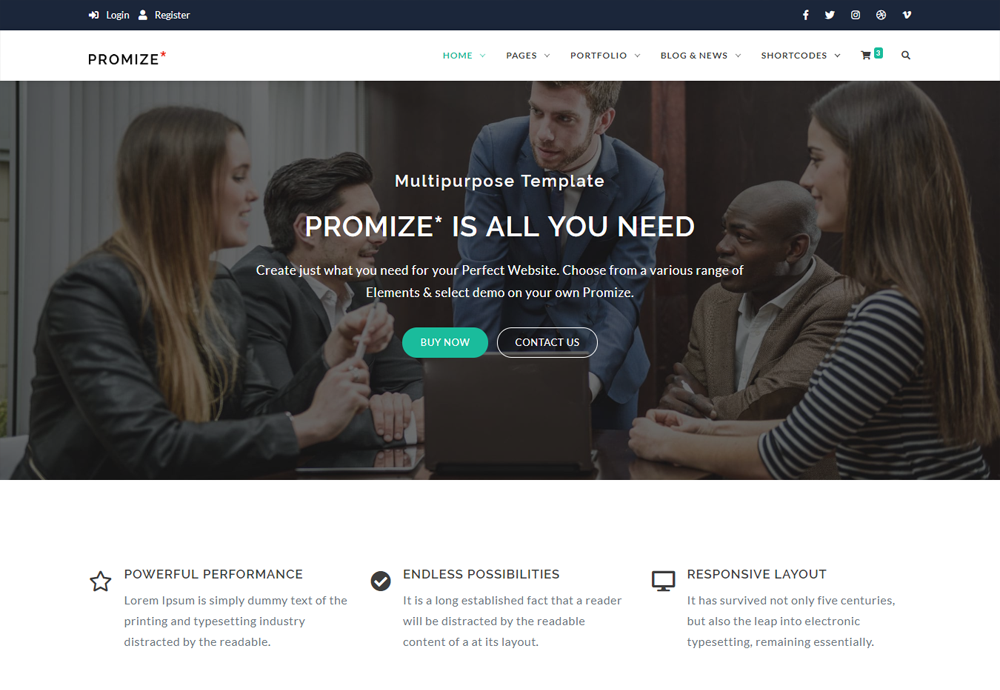 Login Register
PROMIZE*
HOME PAGES PORTFOLIO BLOG & NEWS SHORTCODES 3
Multipurpose Template
PROMIZE* IS ALL YOU NEED
Create just what you need for your Perfect Website. Choose from a various range of
Elements & select demo on your own Promize.
BUY NOW CONTACT US
POWERFUL PERFORMANCE
Lorem Ipsum is simply dummy text of the
printing and typesetting industry
distracted by the readable.
ENDLESS POSSIBILITIES
It is a long established fact that a reader
will be distracted by the readable
content of a at its layout.
RESPONSIVE LAYOUT
It has survived not only five centuries,
but also the leap into electronic
typesetting, remaining essentially.